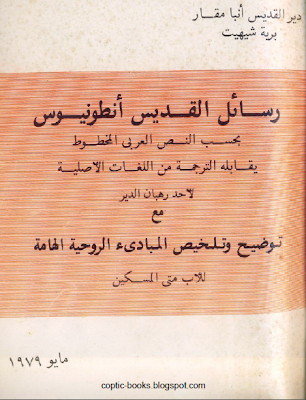 دير القديس أنبا مقار
برية شيهيت
رسائل القديس أنطونيوس
بحسب النص العربى المخطوط
يقابله الترجمة من اللغات الأصلية
لأحد رهبان الدير
مع
توضيح وتلخيص المبادىء الروحية الهامة
للأب متى المسكين
مايو ١٩٧٩
coptic-books.blogspot.com